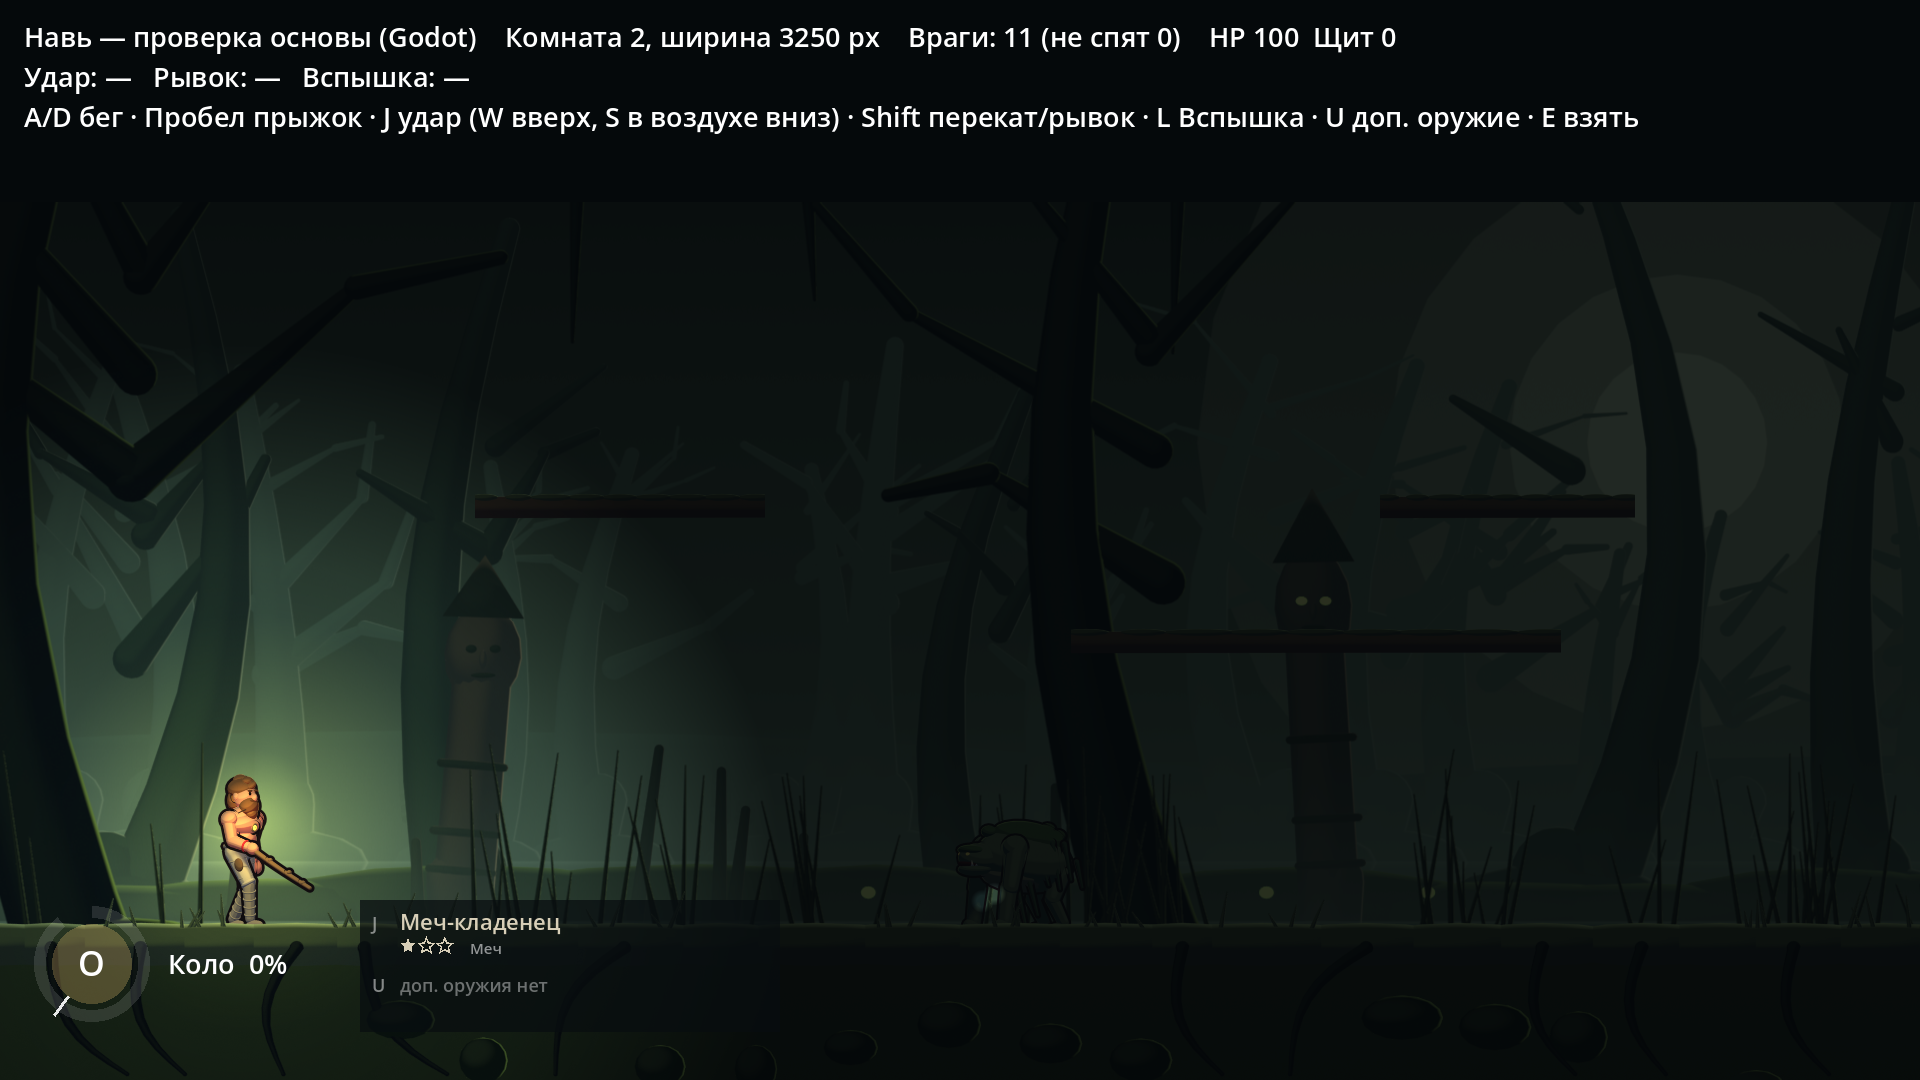 Навь — проверка основы (Godot)    Комната 2, ширина 3250 px    Враги: 11 (не спят 0)    HP 100  Щит 0
Удар: —   Рывок: —   Вспышка: —
A/D бег · Пробел прыжок · J удар (W вверх, S в воздухе вниз) · Shift перекат/рывок · L Вспышка · U доп. оружие · E взять
J Меч-кладенец
★☆☆ Меч
О Коло 0%
U доп. оружия нет